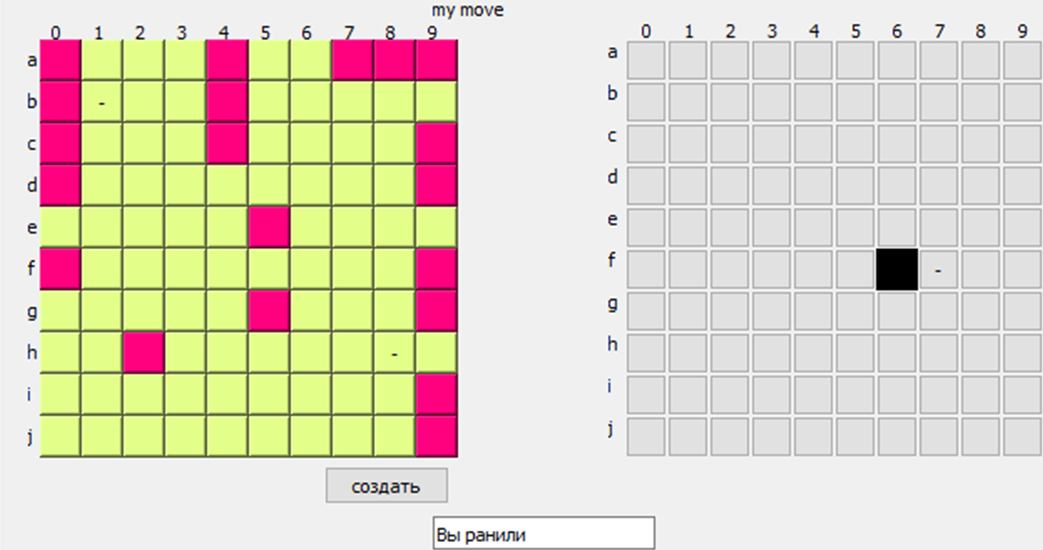 my move
0 1 2 3 4 5 6 7 8 9
a
b -
c
d
e
f
g
h -
i
j
0 1 2 3 4 5 6 7 8 9
a
b
c
d
e
f -
g
h
i
j
создать
Вы ранили